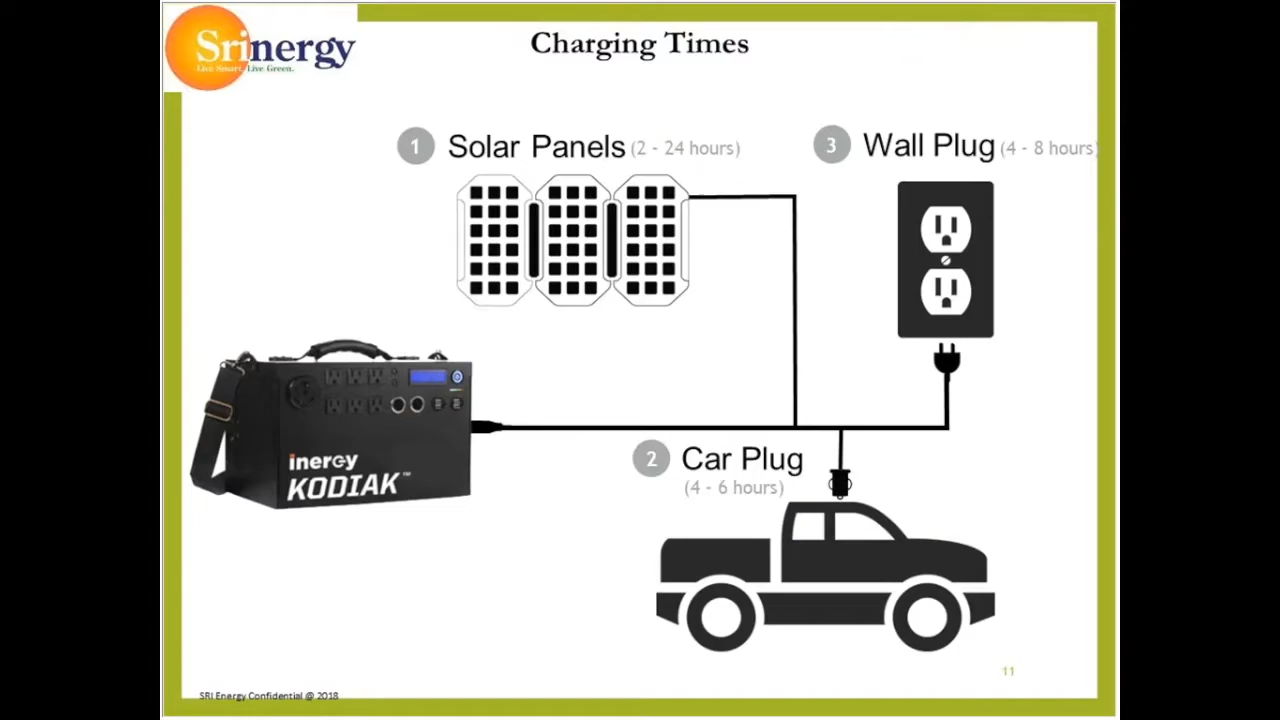 Srinergy
Live Smart. Live Green.
Charging Times
1 Solar Panels (2 - 24 hours)
3 Wall Plug (4 - 8 hours)
inergy
KODIAK™
2 Car Plug
(4 - 6 hours)
11
SRI Energy Confidential @ 2018